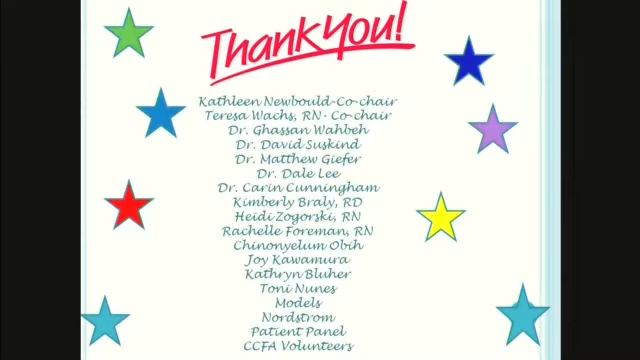 Thank You!
Kathleen Newbould-Co-chair
Teresa Wachs, RN- Co-chair
Dr. Ghassan Wahbeh
Dr. David Suskind
Dr. Matthew Giefer
Dr. Dale Lee
Dr. Carin Cunningham
Kimberly Braly, RD
Heidi Zogorski, RN
Rachelle Foreman, RN
Chinonyelum Obih
Joy Kawamura
Kathryn Bluher
Toni Nunes
Models
Nordstrom
Patient Panel
CCFA Volunteers